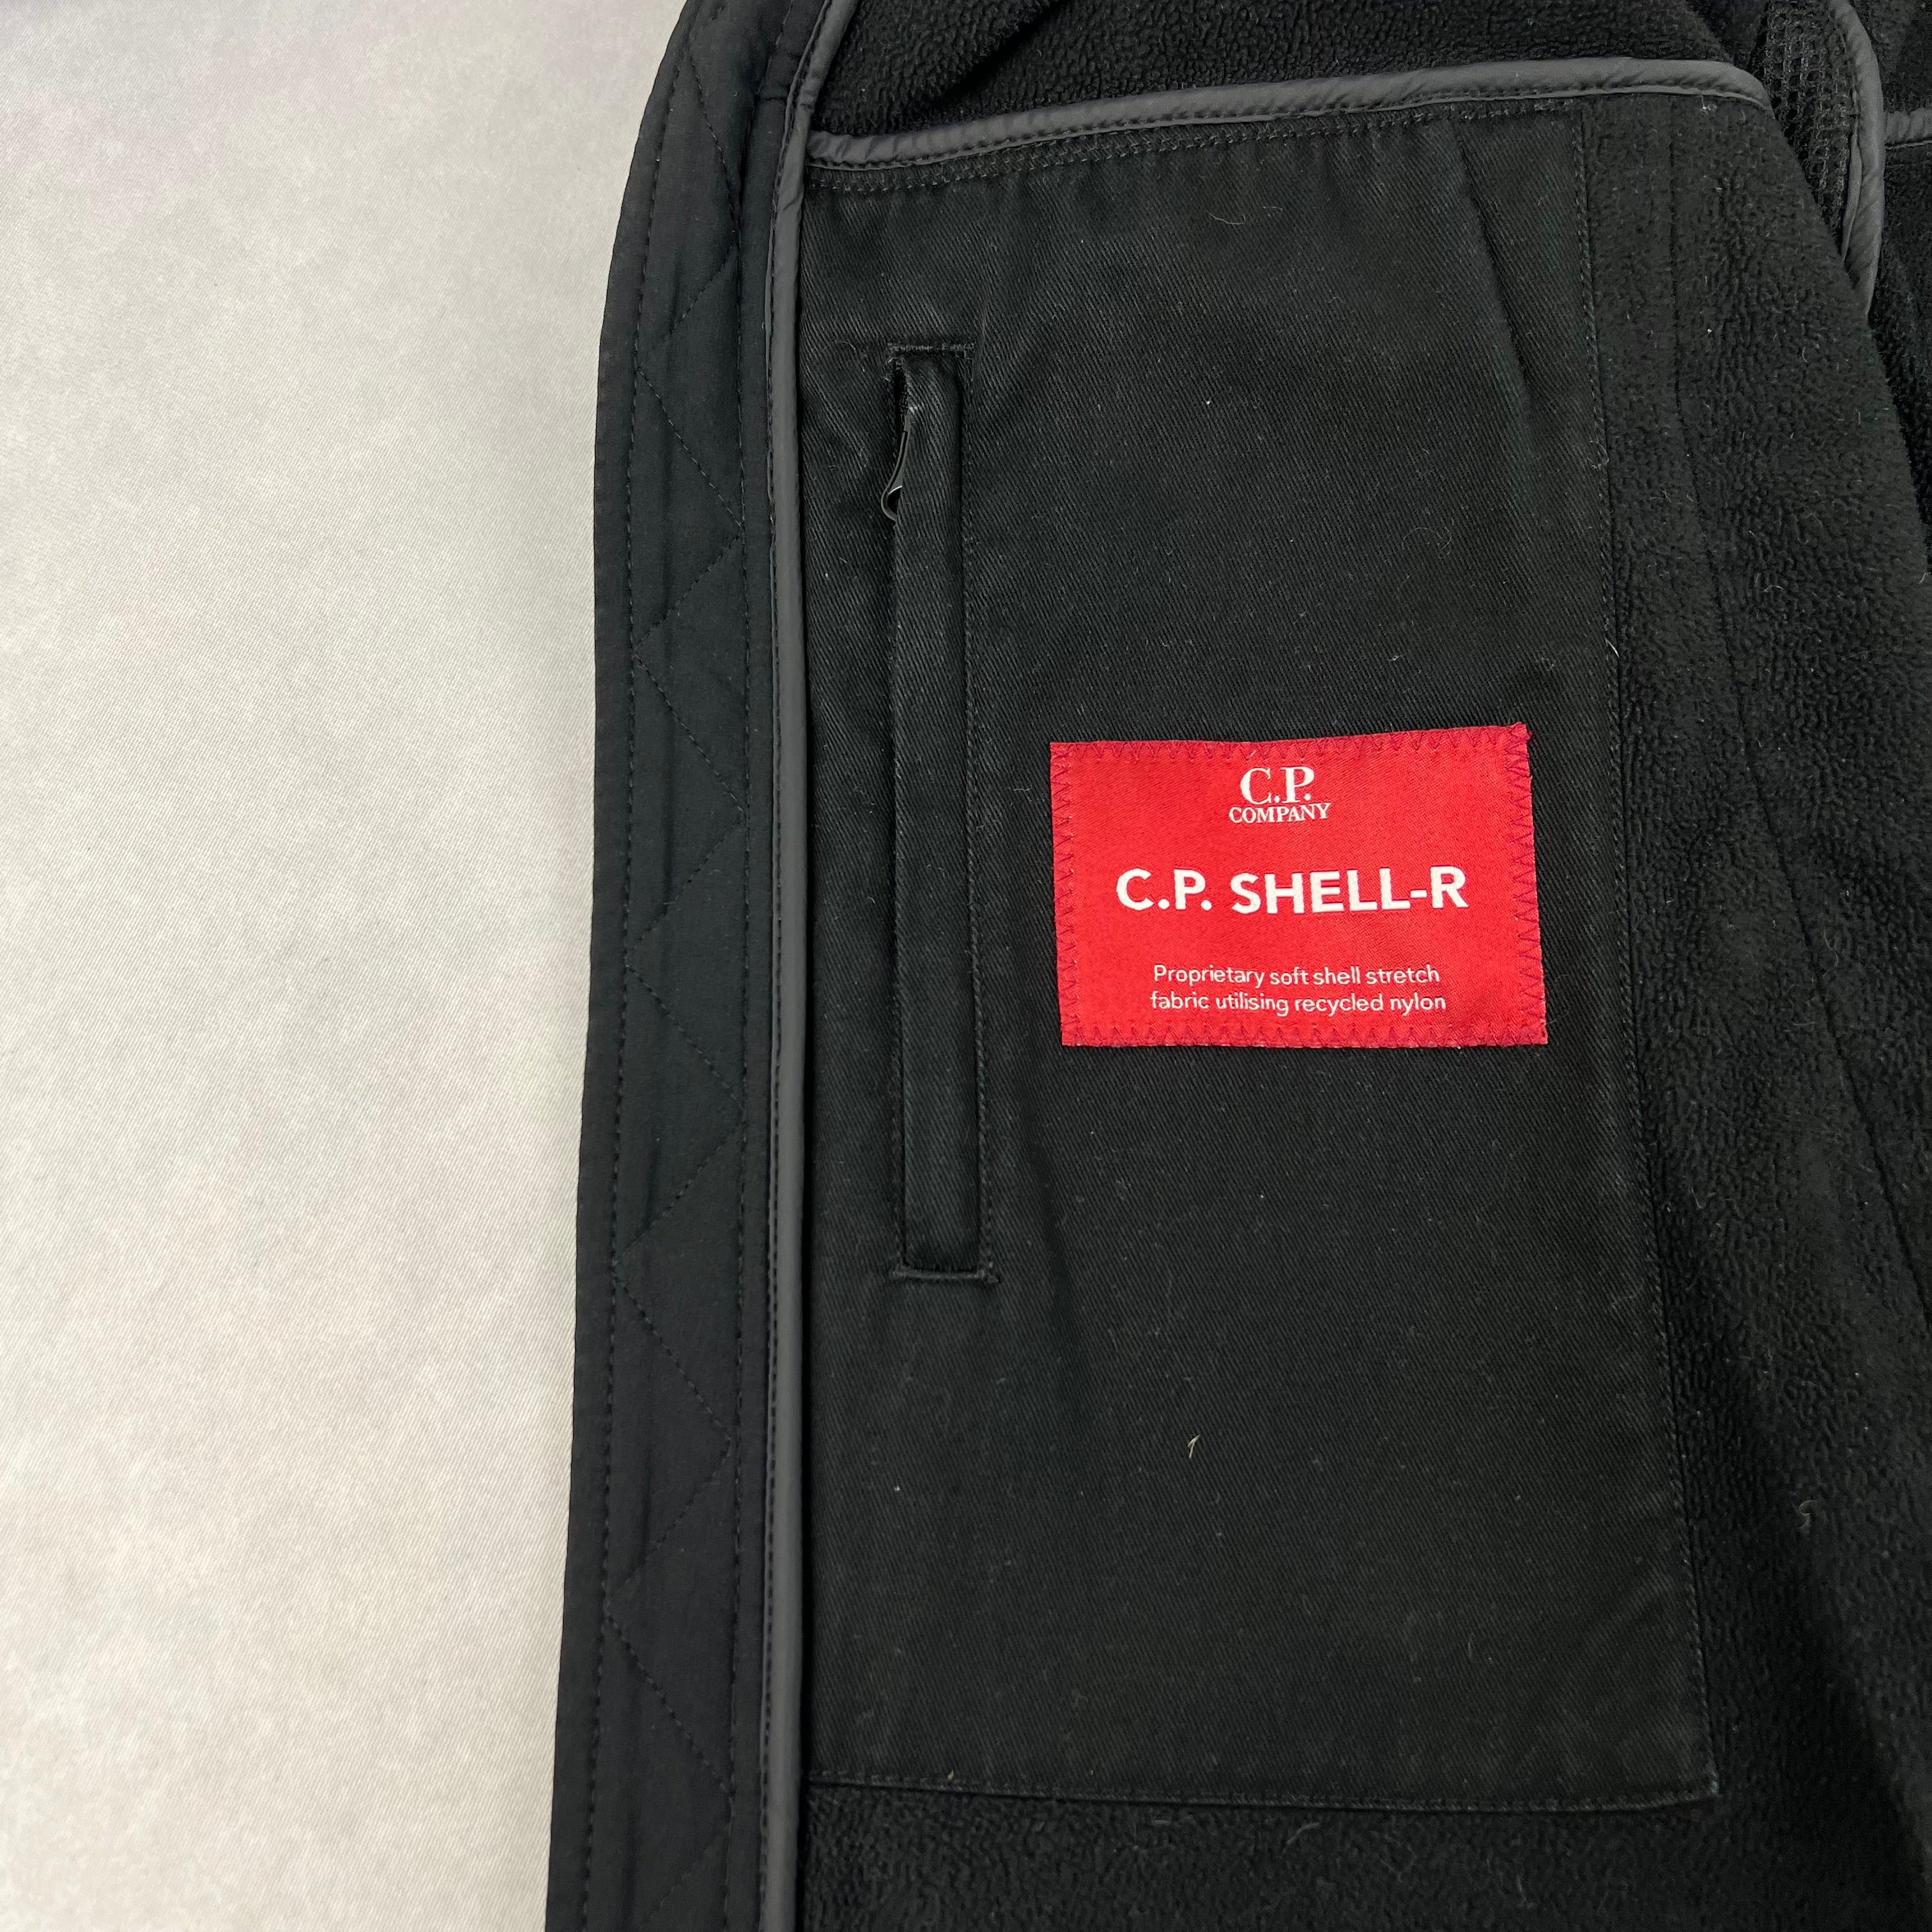 C.P.
COMPANY
C.P. SHELL-R
Proprietary soft shell stretch
fabric utilising recycled nylon